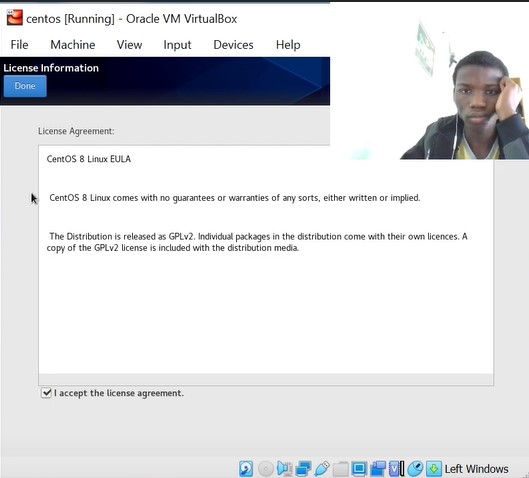 centos [Running] - Oracle VM VirtualBox
File Machine View Input Devices Help
License Information
Done
License Agreement:
CentOS 8 Linux EULA
CentOS 8 Linux comes with no guarantees or warranties of any sorts, either written or implied.
The Distribution is released as GPLv2. Individual packages in the distribution come with their own licences. A
copy of the GPLv2 license is included with the distribution media.
I accept the license agreement.
Left Windows